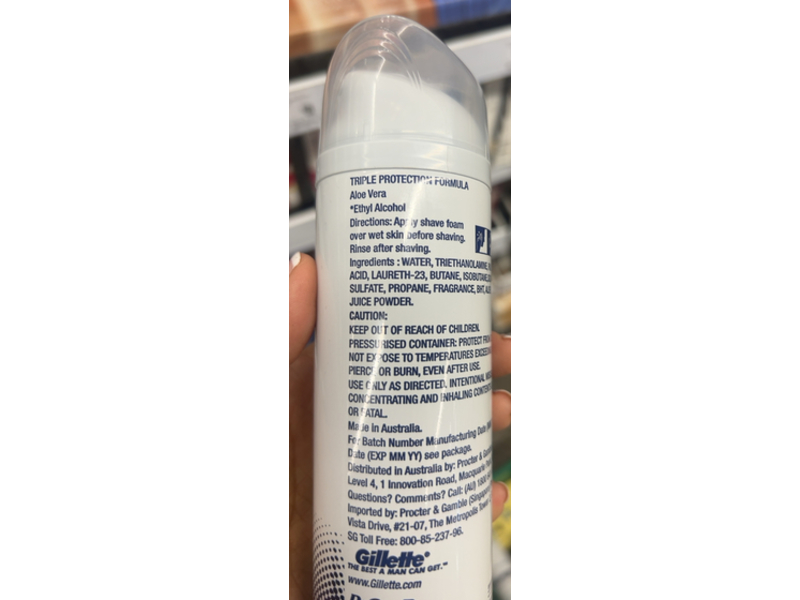 TRIPLE PROTECTION FORMULA
Aloe Vera
*Ethyl Alcohol
Directions: Apply shave foam
over wet skin before shaving.
Rinse after shaving.
Ingredients : WATER, TRIETHANOLAMINE,
ACID, LAURETH-23, BUTANE, ISOBUTANE,
SULFATE, PROPANE, FRAGRANCE, BHT,
JUICE POWDER.
CAUTION:
KEEP OUT OF REACH OF CHILDREN.
PRESSURISED CONTAINER: PROTECT
NOT EXPOSE TO TEMPERATURES
PIERCE OR BURN, EVEN AFTER USE.
USE ONLY AS DIRECTED. INTENTIONAL
CONCENTRATING AND INHALING
OR FATAL.
Made in Australia.
For Batch Number Manufacturing Date
Date (EXP MM YY) see package.
Distributed in Australia by: Procter &
Level 4, 1 Innovation Road, Macquarie
Questions? Comments? Call: (AU) 1800
Imported by: Procter & Gamble
Vista Drive, #21-07, The Metropolis
SG Toll Free: 800-85-237-96.
Gillette®
THE BEST A MAN CAN GET.™
www.Gillette.com